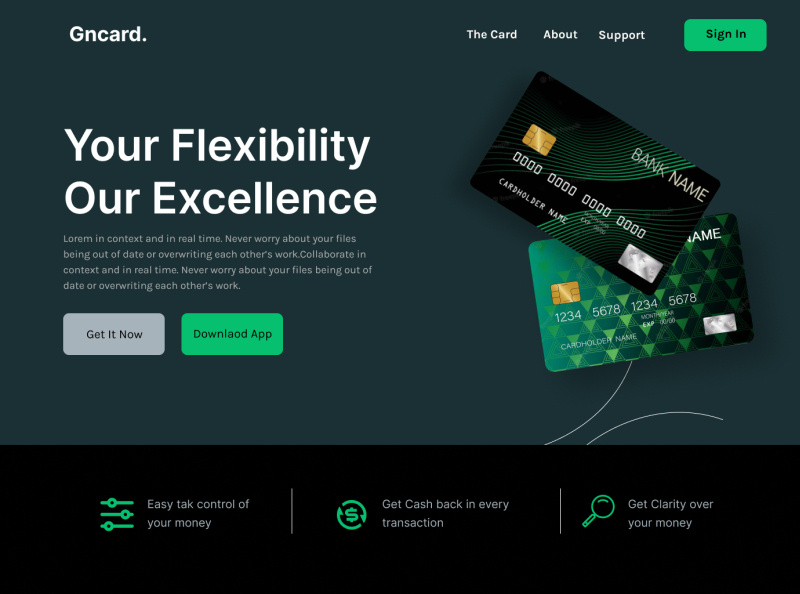 Gncard.
The Card
About
Support
Sign In
Your Flexibility
Our Excellence
Lorem in context and in real time. Never worry about your files
being out of date or overwriting each other's work.Collaborate in
context and in real time. Never worry about your files being out of
date or overwriting each other's work.
Get It Now
Downlaod App
BANK NAME
0000 0000 0000 0000
CARDHOLDER NAME
MONTH/YEAR
EXP 00/00
NAME
1234 5678 1234 5678
MONTH/YEAR
EXP 00/00
CARDHOLDER NAME
Easy tak control of
your money
Get Cash back in every
transaction
Get Clarity over
your money